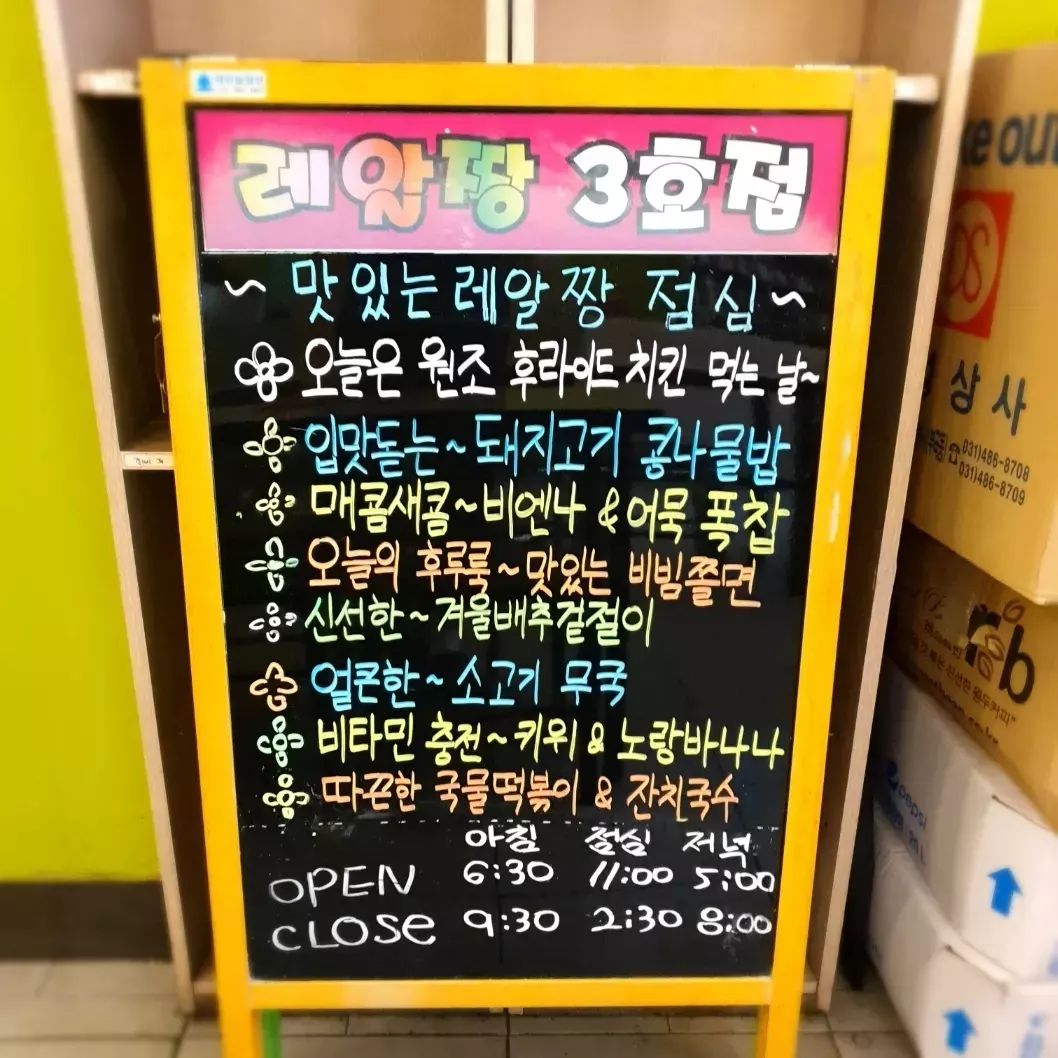 레알짱 3호점
~ 맛있는레알짱 점심 ~
오늘은 원조 후라이드 치킨 먹는 날~
입맛돋는~돼지고기 콩나물밥
매콤새콤~비엔나 & 어묵 폭찹
오늘의 후루룩~맛있는 비빔쫄면
신선한~겨울배추겉절이
얼큰한~소고기 무국
비타민 충전~키위 & 노랑바나나
따끈한 국물떡볶이 & 잔치국수
아침 점심 저녁
OPEN 6:30 11:00 5:00
CLOSE 9:30 2:30 8:00
ke out
상사
031)486-8708
031)486-8709
rb
pepsi